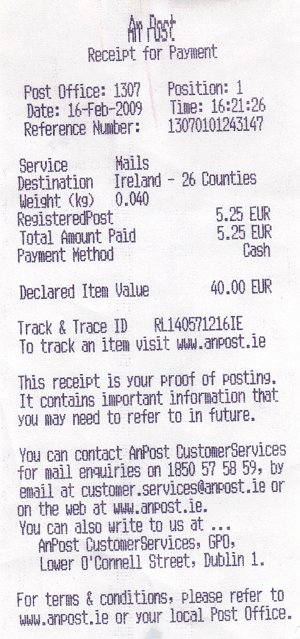 An Post
Receipt for Payment
Post Office: 1307 Position: 1
Date: 16-Feb-2009 Time: 16:21:26
Reference Number: 13070101243147
Service Mails
Destination Ireland - 26 Counties
Weight (kg) 0.040
RegisteredPost 5.25 EUR
Total Amount Paid 5.25 EUR
Payment Method Cash
Declared Item Value 40.00 EUR
Track & Trace ID RL140571216IE
To track an item visit www.anpost.ie
This receipt is your proof of posting.
It contains important information that
you may need to refer to in future.
You can contact AnPost CustomerServices
for mail enquiries on 1850 57 58 59, by
email at customer.services@anpost.ie or
on the web at www.anpost.ie.
You can also write to us at ...
AnPost CustomerServices, GPO,
Lower O'Connell Street, Dublin 1.
For terms & conditions, please refer to
www.anpost.ie or your local Post Office.